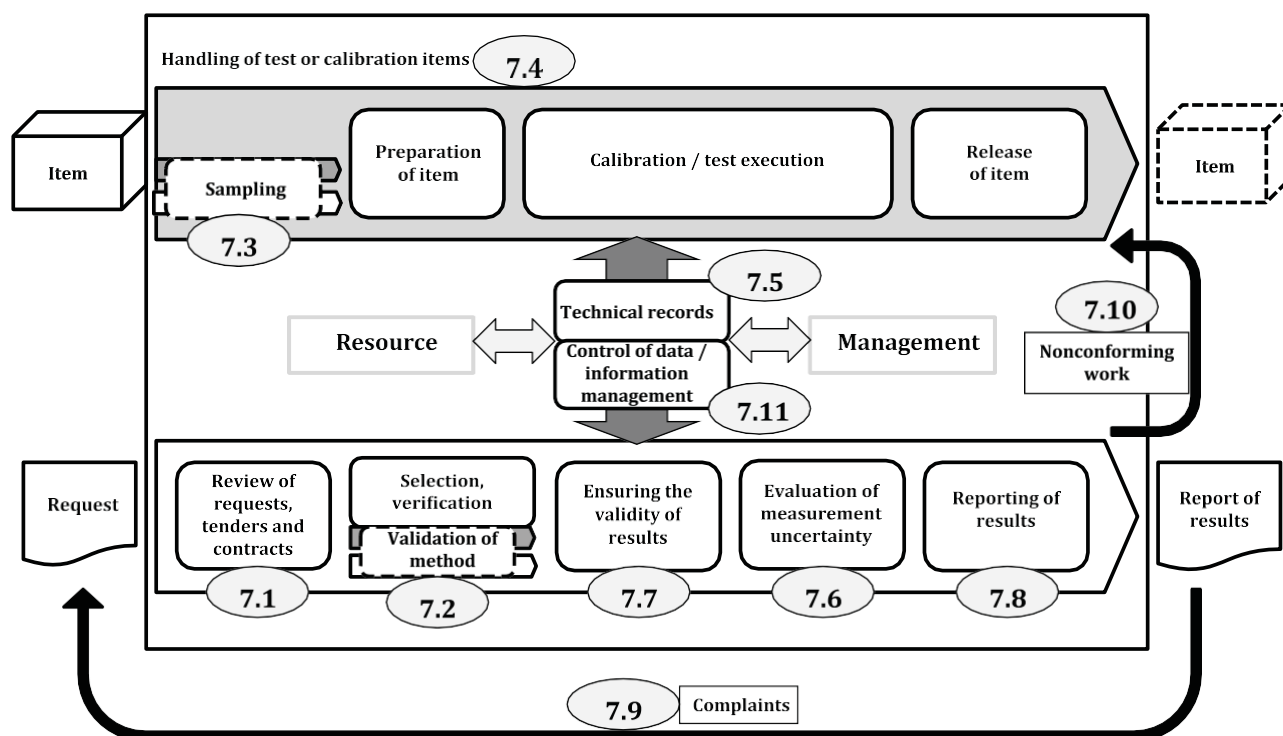 Handling of test or calibration items
7.4
Item
Sampling
7.3
Preparation
of item
Calibration / test execution
Release
of item
Item
7.5
Technical records
Resource
Management
Control of data /
information
management
7.11
7.10
Nonconforming
work
Request
Review of
requests,
tenders and
contracts
7.1
Selection,
verification
Validation of
method
7.2
Ensuring the
validity of
results
7.7
Evaluation of
measurement
uncertainty
7.6
Reporting of
results
7.8
Report of
results
7.9
Complaints